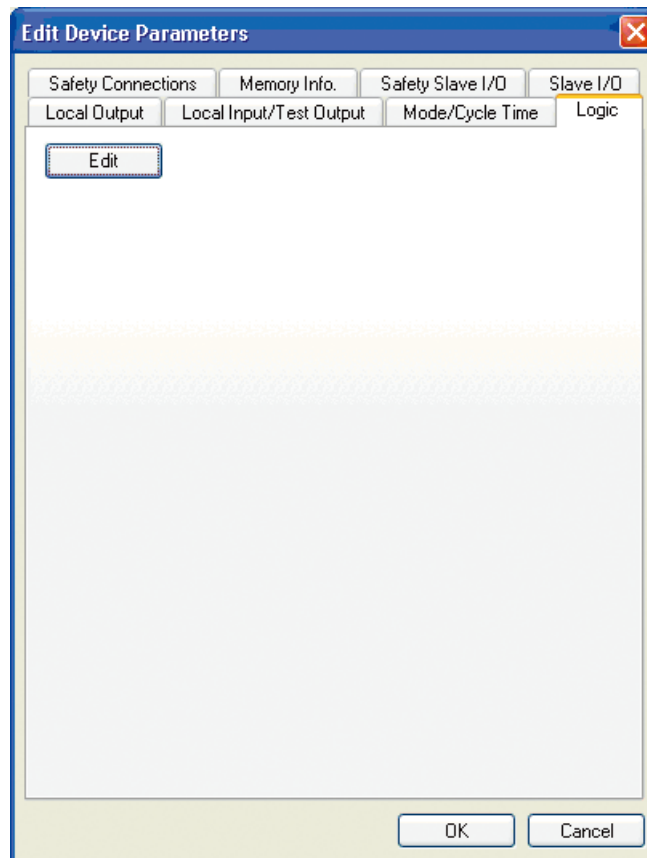 Edit Device Parameters
Safety Connections Memory Info. Safety Slave I/O Slave I/O
Local Output Local Input/Test Output Mode/Cycle Time Logic
Edit
OK Cancel